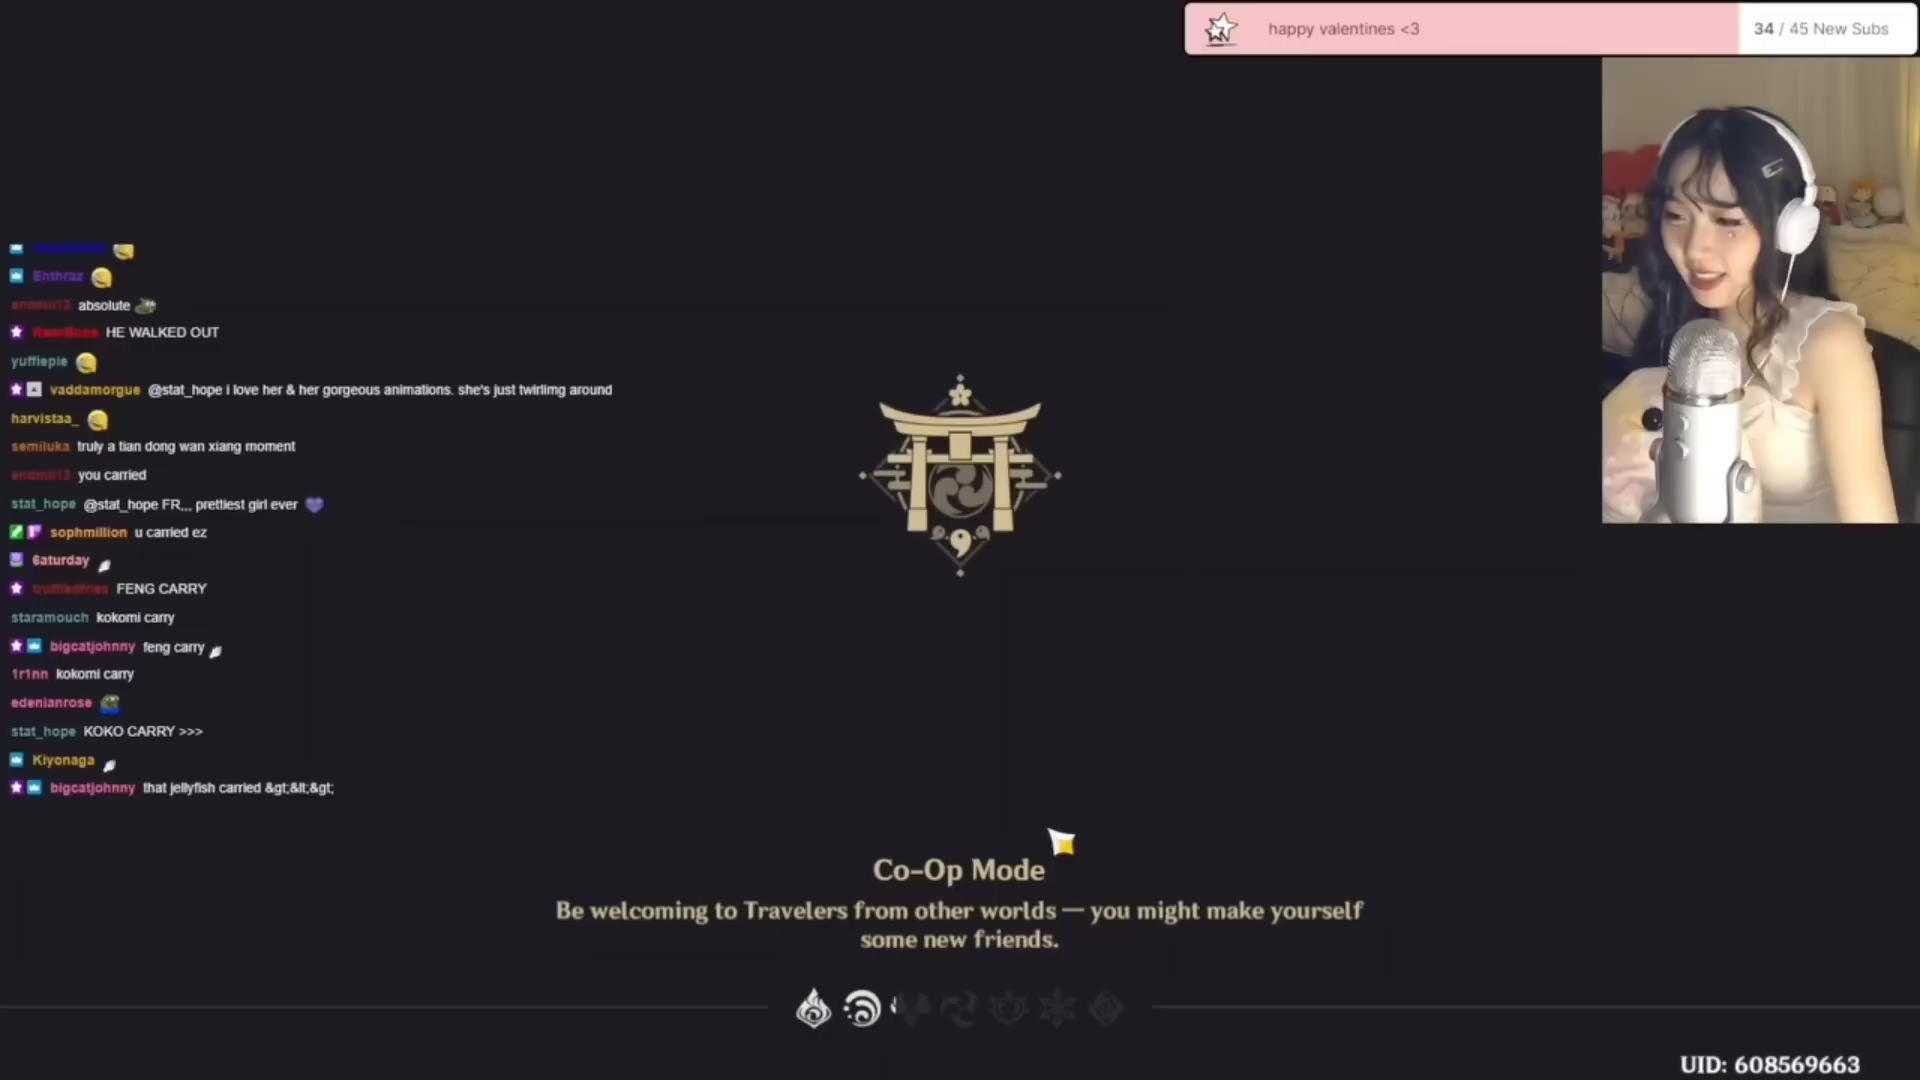 happy valentines <3
34 / 45 New Subs
Ehthraz
endmii13 absolute
HE WALKED OUT
yuffiepie
vaddamorgue @stat_hope i love her & her gorgeous animations. she's just twirlimg around
harvistaa_
semiluka truly a tian dong wan xiang moment
endmii13 you carried
stat_hope @stat_hope FR,,, prettiest girl ever
sophmillion u carried ez
6aturday
truffledfries FENG CARRY
staramouch kokomi carry
bigcatjohnny feng carry
1r1nn kokomi carry
edenianrose
stat_hope KOKO CARRY >>>
Kiyonaga
bigcatjohnny that jellyfish carried &gt;&lt;&gt;
Co-Op Mode
Be welcoming to Travelers from other worlds — you might make yourself
some new friends.
UID: 608569663